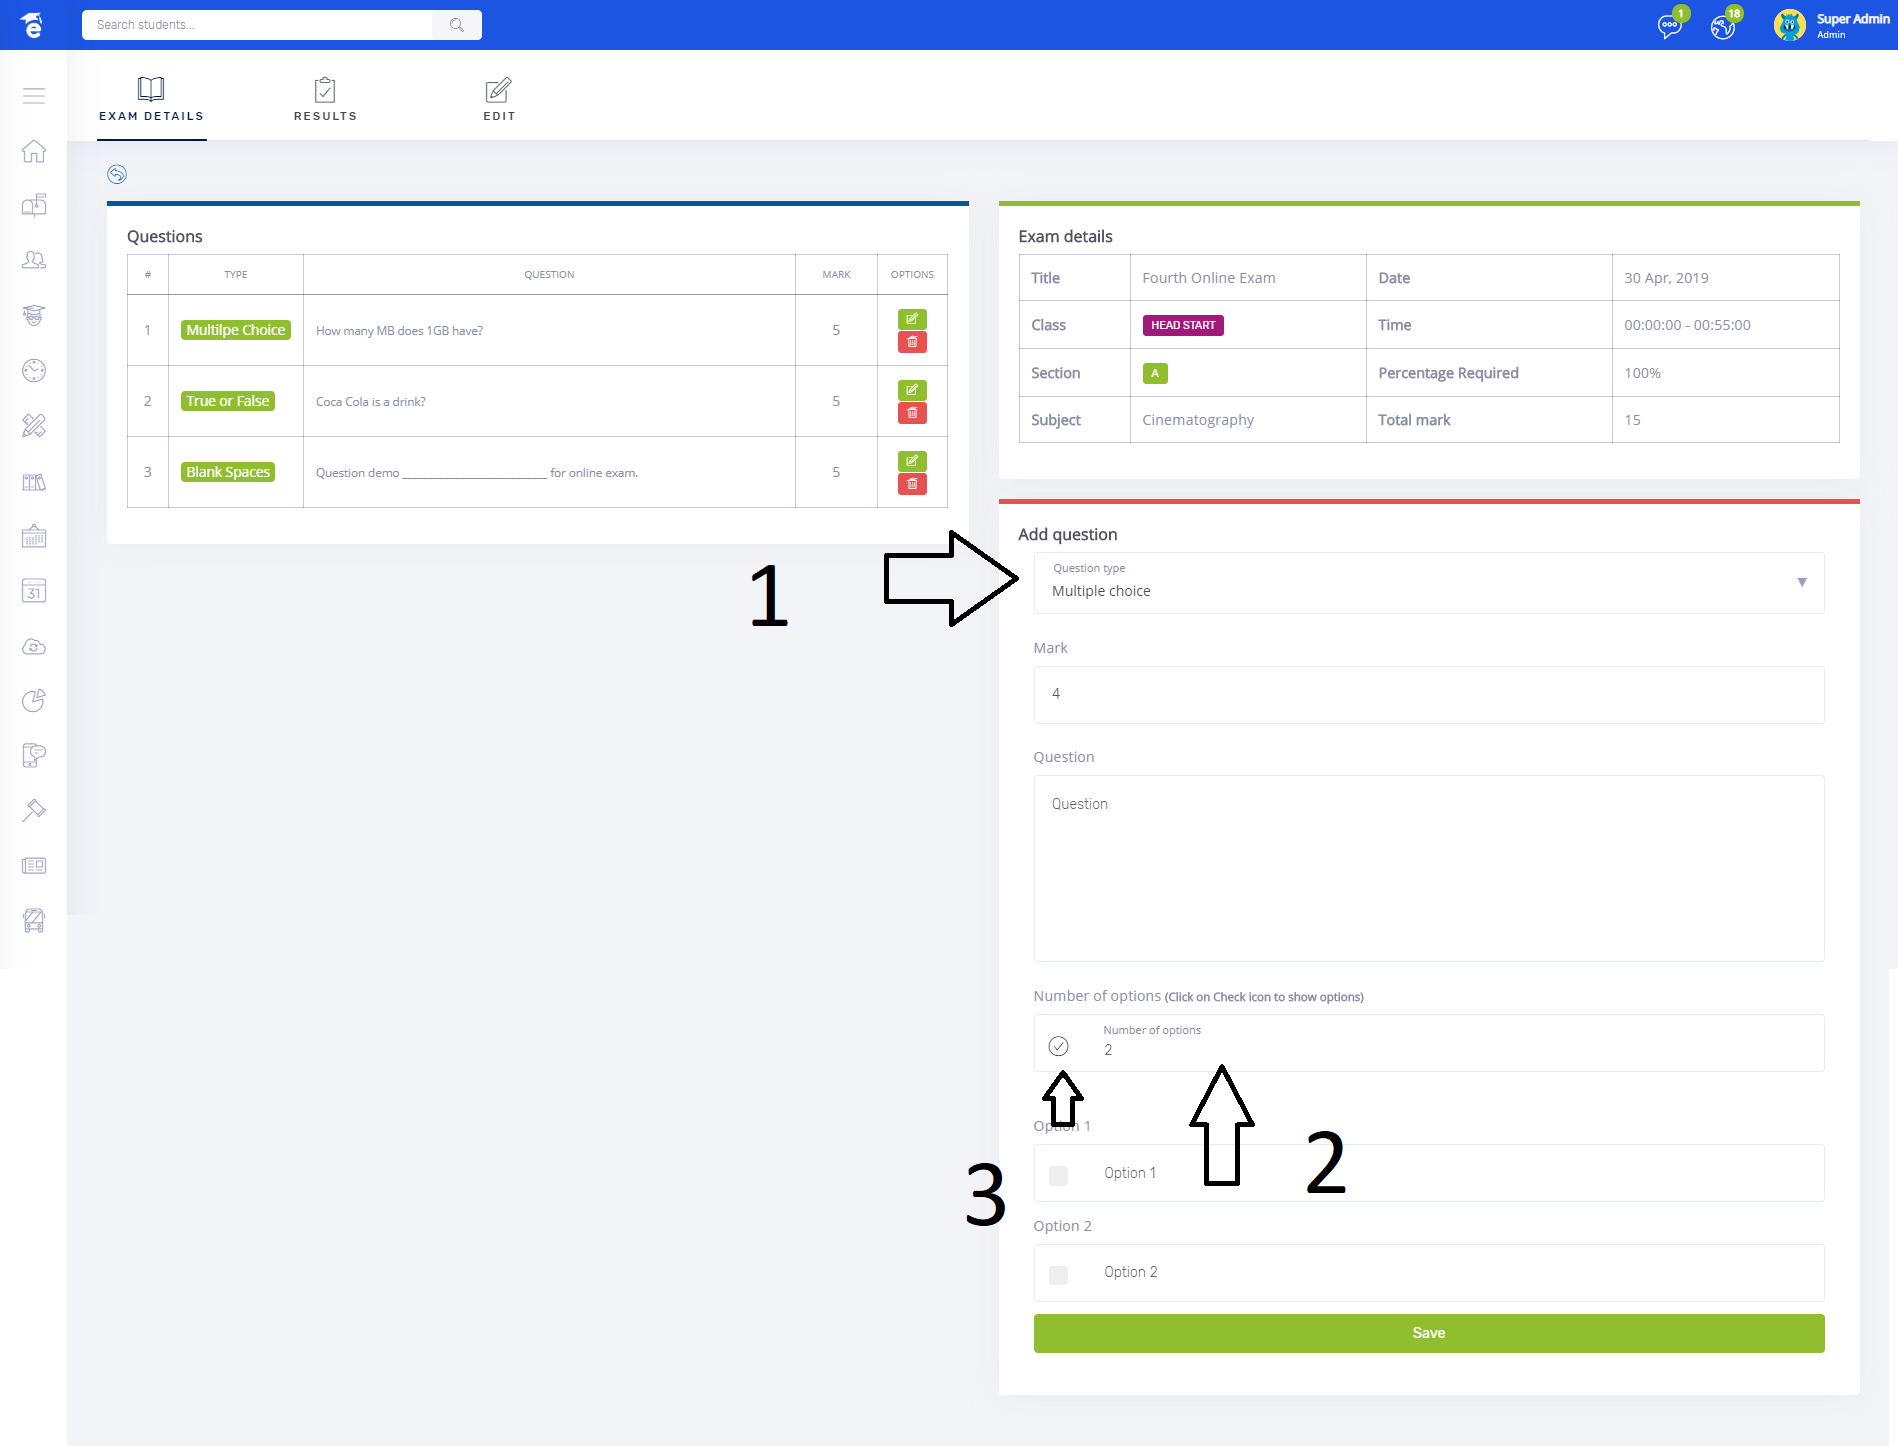 Search students...
1
18
Super Admin
Admin
EXAM DETAILS
RESULTS
EDIT
31
Questions
# TYPE QUESTION MARK OPTIONS
1 Multilpe Choice How many MB does 1GB have? 5
2 True or False Coca Cola is a drink? 5
3 Blank Spaces Question demo ________________________ for online exam. 5
Exam details
Title Fourth Online Exam Date 30 Apr, 2019
Class HEAD START Time 00:00:00 - 00:55:00
Section A Percentage Required 100%
Subject Cinematography Total mark 15
Add question
1
Question type
Multiple choice
Mark
4
Question
Question
Number of options (Click on Check icon to show options)
Number of options
2
Option 1
2
3
Option 1
Option 2
Option 2
Save